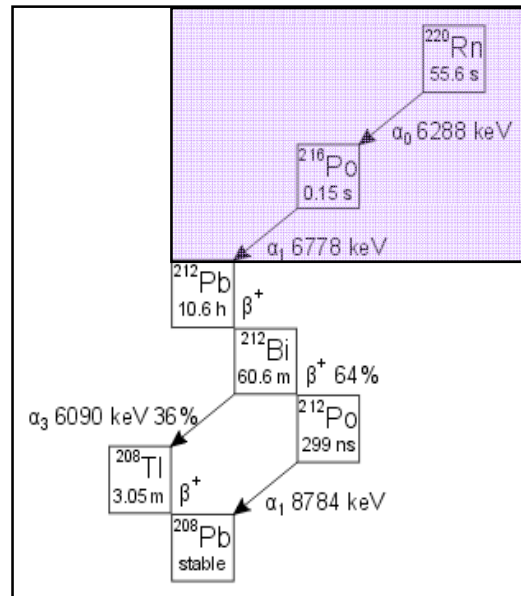 ²²⁰Rn
55.6 s
α₀ 6288 keV
²¹⁶Po
0.15 s
α₁ 6778 keV
²¹²Pb
10.6 h β⁺
²¹²Bi
60.6 m β⁺ 64%
α₃ 6090 keV 36% ²¹²Po
299 ns
²⁰⁸Tl
3.05 m β⁺
α₁ 8784 keV
²⁰⁸Pb
stable